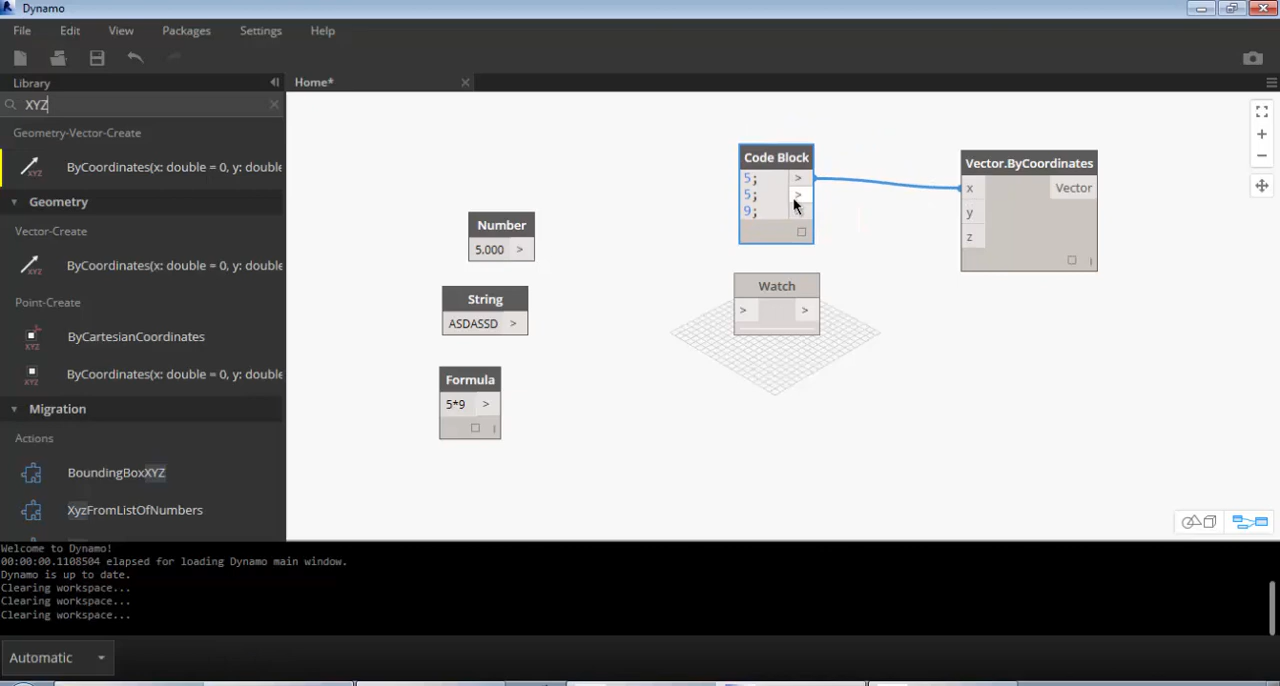 Dynamo
File Edit View Packages Settings Help
Library
Home*
XYZ
Geometry-Vector-Create
ByCoordinates(x: double = 0, y: double
XYZ
Geometry
Vector-Create
ByCoordinates(x: double = 0, y: double
XYZ
Point-Create
ByCartesianCoordinates
XYZ
ByCoordinates(x: double = 0, y: double
XYZ
Migration
Actions
BoundingBoxXYZ
XyzFromListOfNumbers
Number
5.000 >
String
ASDASSD >
Formula
5*9 >
Code Block
5; >
5; >
9;
Watch
> >
Vector.ByCoordinates
x Vector
y
z
Welcome to Dynamo!
00:00:00.1108504 elapsed for loading Dynamo main window.
Dynamo is up to date.
Clearing workspace...
Clearing workspace...
Clearing workspace...
Automatic